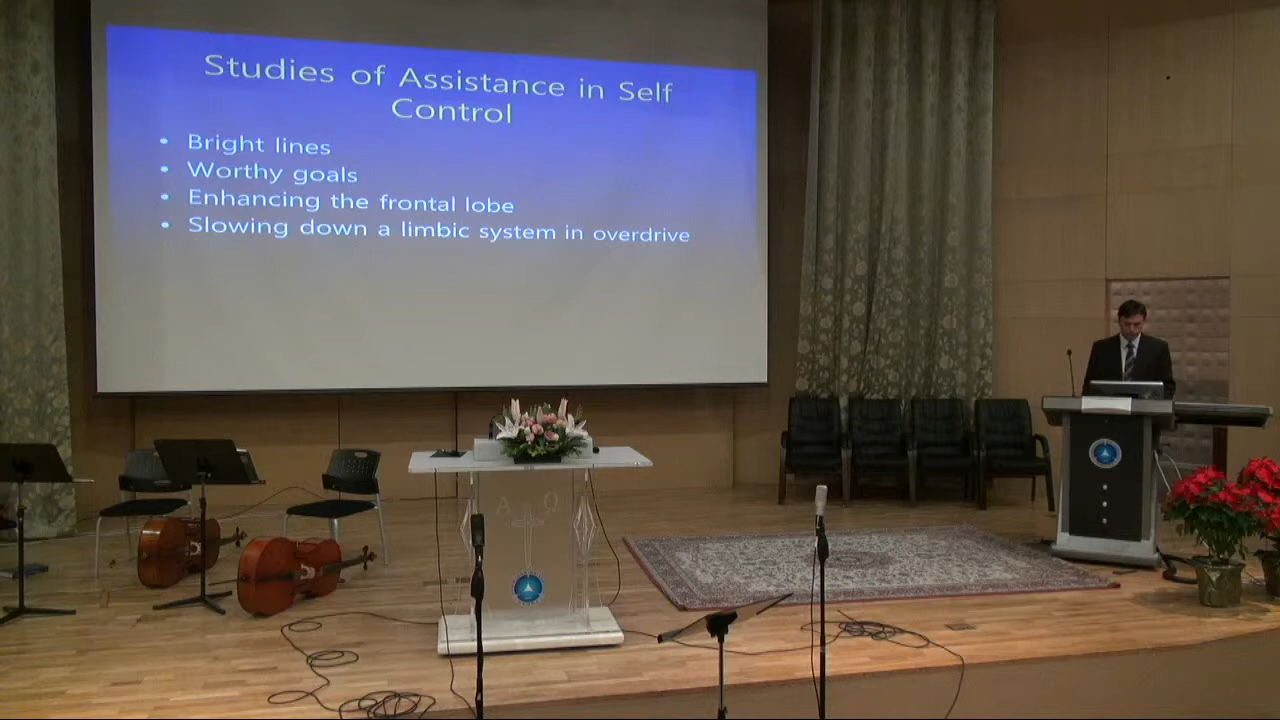 Studies of Assistance in Self
Control
• Bright lines
• Worthy goals
• Enhancing the frontal lobe
• Slowing down a limbic system in overdrive
Α Ω